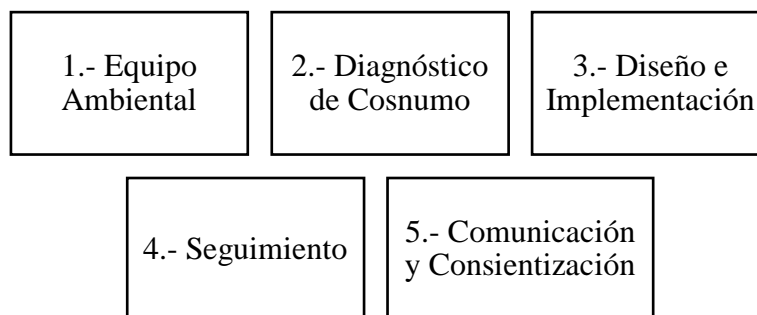 1.- Equipo
Ambiental
2.- Diagnóstico
de Cosnumo
3.- Diseño e
Implementación
4.- Seguimiento
5.- Comunicación
y Consientización